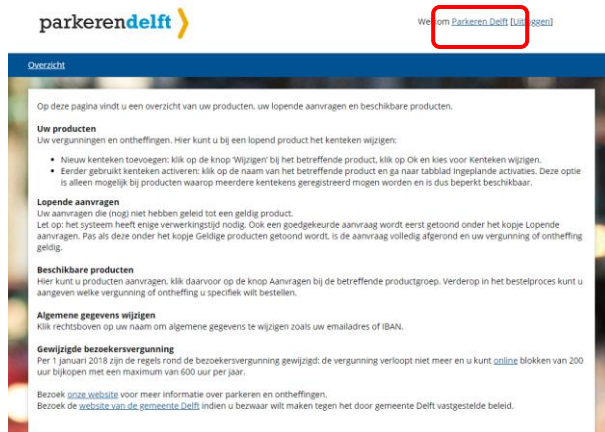 parkerendelft
Welkom Parkeren Delft [Uitloggen]
Overzicht
Op deze pagina vindt u een overzicht van uw producten, uw lopende aanvragen en beschikbare producten.
Uw producten
Uw vergunningen en ontheffingen. Hier kunt u bij een lopend product het kenteken wijzigen:
• Nieuw kenteken toevoegen: klik op de knop 'Wijzigen' bij het betreffende product, klik op Ok en kies voor Kenteken wijzigen.
• Eerder gebruikt kenteken activeren: klik op de naam van het betreffende product en ga naar tabblad Ingeplande activaties. Deze optie
is alleen mogelijk bij producten waarop meerdere kentekens geregistreerd mogen worden en is dus beperkt beschikbaar.
Lopende aanvragen
Uw aanvragen die (nog) niet hebben geleid tot een geldig product.
Let op: het systeem heeft enige verwerkingstijd nodig. Ook een goedgekeurde aanvraag wordt eerst getoond onder het kopje Lopende
aanvragen. Pas als deze onder het kopje Geldige producten getoond wordt, is de aanvraag volledig afgerond en uw vergunning of ontheffing
geldig.
Beschikbare producten
Hier kunt u producten aanvragen, klik daarvoor op de knop Aanvragen bij de betreffende productgroep. Verderop in het bestelproces kunt u
aangeven welke vergunning of ontheffing u specifiek wilt bestellen.
Algemene gegevens wijzigen
Klik rechtsboven op uw naam om algemene gegevens te wijzigen zoals uw emailadres of IBAN.
Gewijzigde bezoekersvergunning
Per 1 januari 2018 zijn de regels rond de bezoekersvergunning gewijzigd: de vergunning verloopt niet meer en u kunt online blokken van 200
uur bijkopen met een maximum van 600 uur per jaar.
Bezoek onze website voor meer informatie over parkeren en ontheffingen.
Bezoek de website van de gemeente Delft indien u bezwaar wilt maken tegen het door gemeente Delft vastgestelde beleid.